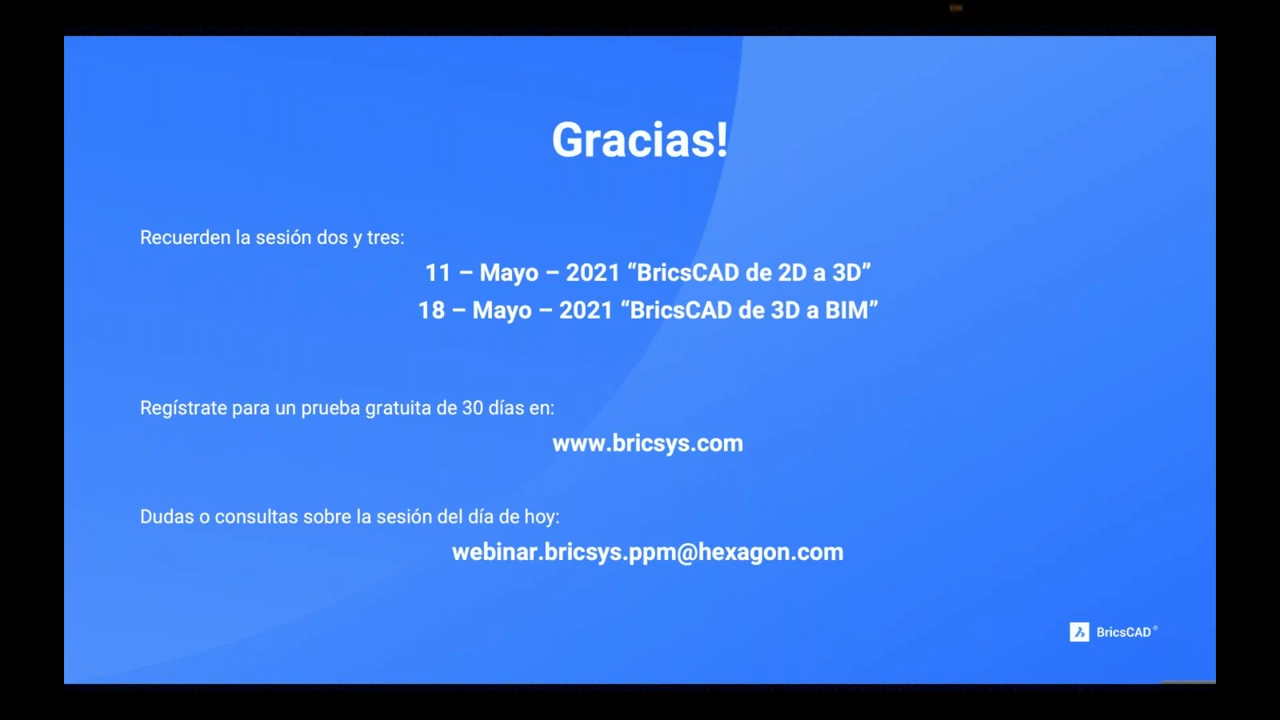 Gracias!
Recuerden la sesión dos y tres:
11 – Mayo – 2021 “BricsCAD de 2D a 3D”
18 – Mayo – 2021 “BricsCAD de 3D a BIM”
Regístrate para un prueba gratuita de 30 días en:
www.bricsys.com
Dudas o consultas sobre la sesión del día de hoy:
webinar.bricsys.ppm@hexagon.com
BricsCAD®